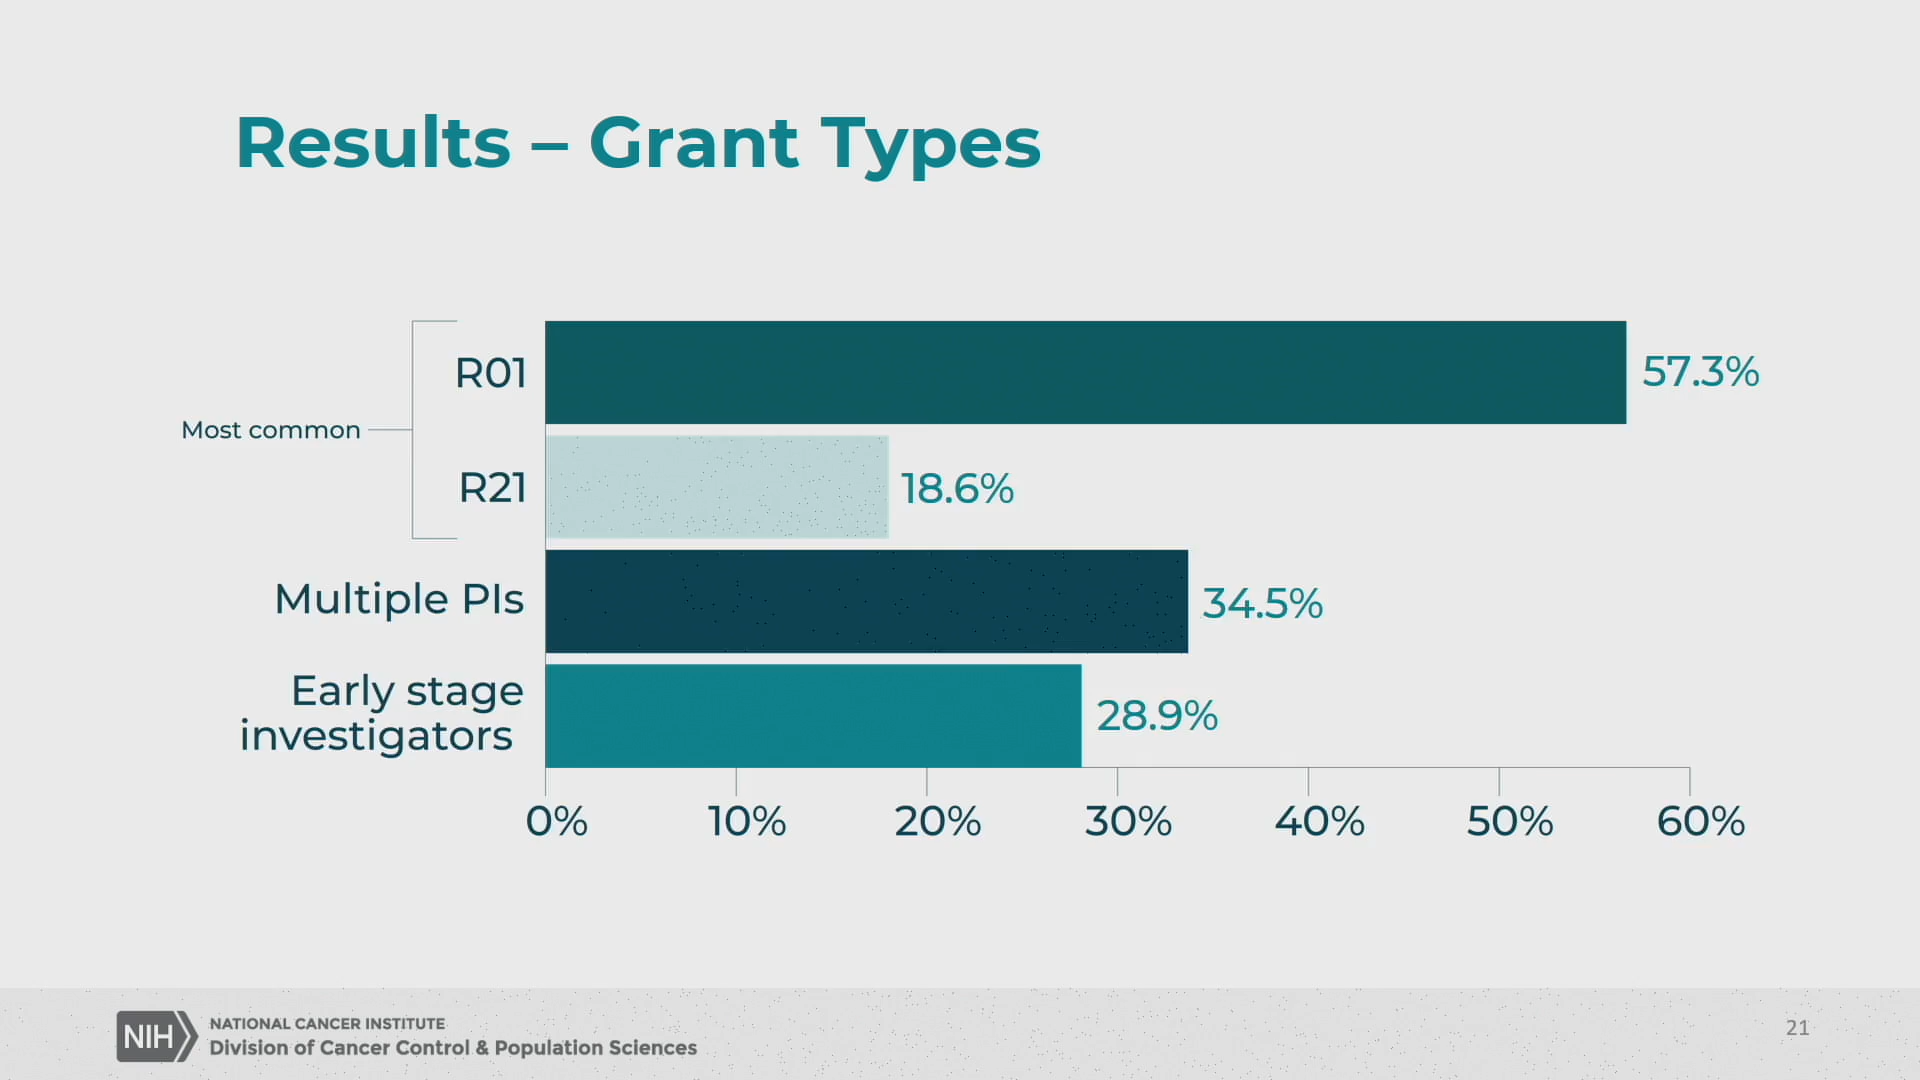 Results – Grant Types
R01
57.3%
Most common
R21
18.6%
Multiple PIs
34.5%
Early stage
investigators
28.9%
0%
10%
20%
30%
40%
50%
60%
NIH
NATIONAL CANCER INSTITUTE
Division of Cancer Control & Population Sciences
21